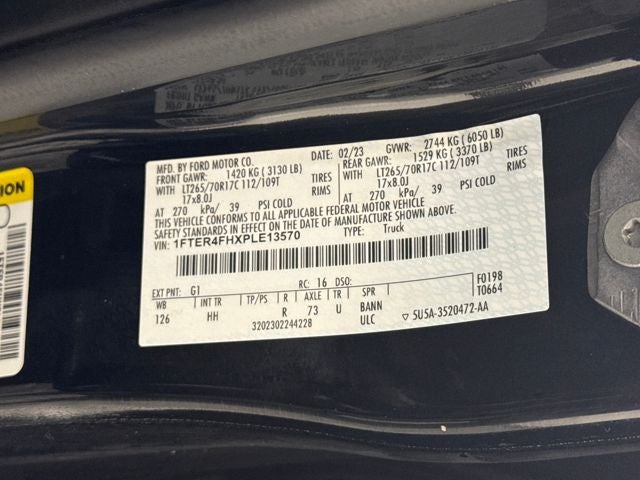 MFD. BY FORD MOTOR CO. 02/23 GVWR: 2744 KG ( 6050 LB)
FRONT GAWR: 1420 KG ( 3130 LB) REAR GAWR: 1529 KG ( 3370 LB)
WITH LT265/70R17C 112/109T TIRES WITH LT265/70R17C 112/109T TIRES
17x8.0J RIMS 17x8.0J RIMS
AT 270 kPa/ 39 PSI COLD AT 270 kPa/ 39 PSI COLD
THIS VEHICLE CONFORMS TO ALL APPLICABLE FEDERAL MOTOR VEHICLE
SAFETY STANDARDS IN EFFECT ON THE DATE OF MANUFACTURE SHOWN ABOVE.
VIN: 1FTER4FHXPLE13570 TYPE: Truck
EXT PNT: G1 RC: 16 DSO: F0198
WB INT TR TP/PS R AXLE TR SPR T0664
126 HH R 73 U BANN
ULC 5U5A-3520472-AA
3202302244228